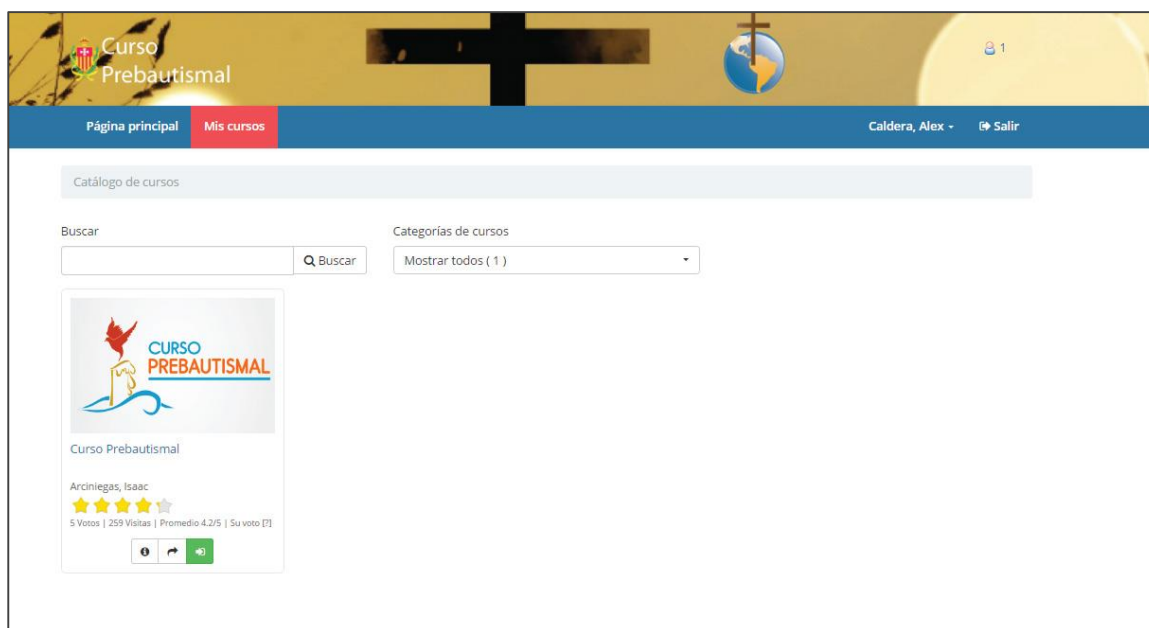 Curso
Prebautismal
1
Página principal Mis cursos Caldera, Alex Salir
Catálogo de cursos
Buscar Categorías de cursos
Buscar Mostrar todos ( 1 )
CURSO
PREBAUTISMAL
Curso Prebautismal
Arciniegas, Isaac
5 Votos | 259 Visitas | Promedio 4.2/5 | Su voto [?]